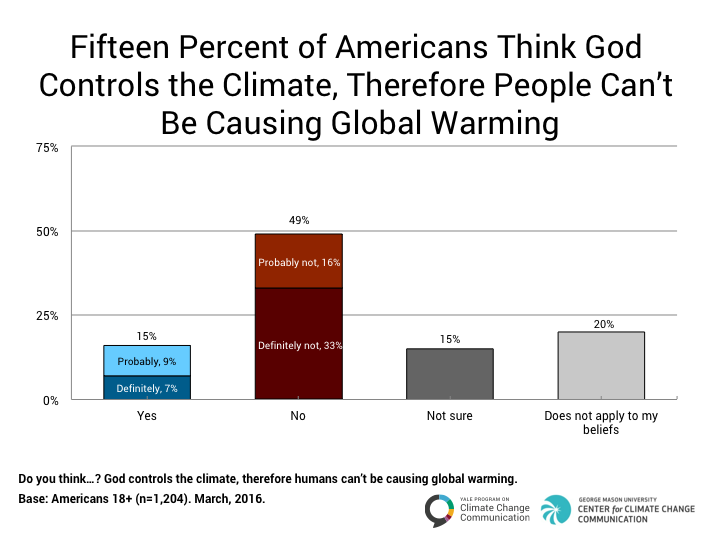 Fifteen Percent of Americans Think God
Controls the Climate, Therefore People Can’t
Be Causing Global Warming
75%
50%
25%
0%
15%
Probably, 9%
Definitely, 7%
49%
Probably not, 16%
Definitely not, 33%
15%
20%
Yes
No
Not sure
Does not apply to my
beliefs
Do you think…? God controls the climate, therefore humans can’t be causing global warming.
Base: Americans 18+ (n=1,204). March, 2016.
YALE PROGRAM ON
Climate Change
Communication
GEORGE MASON UNIVERSITY
CENTER for CLIMATE CHANGE
COMMUNICATION